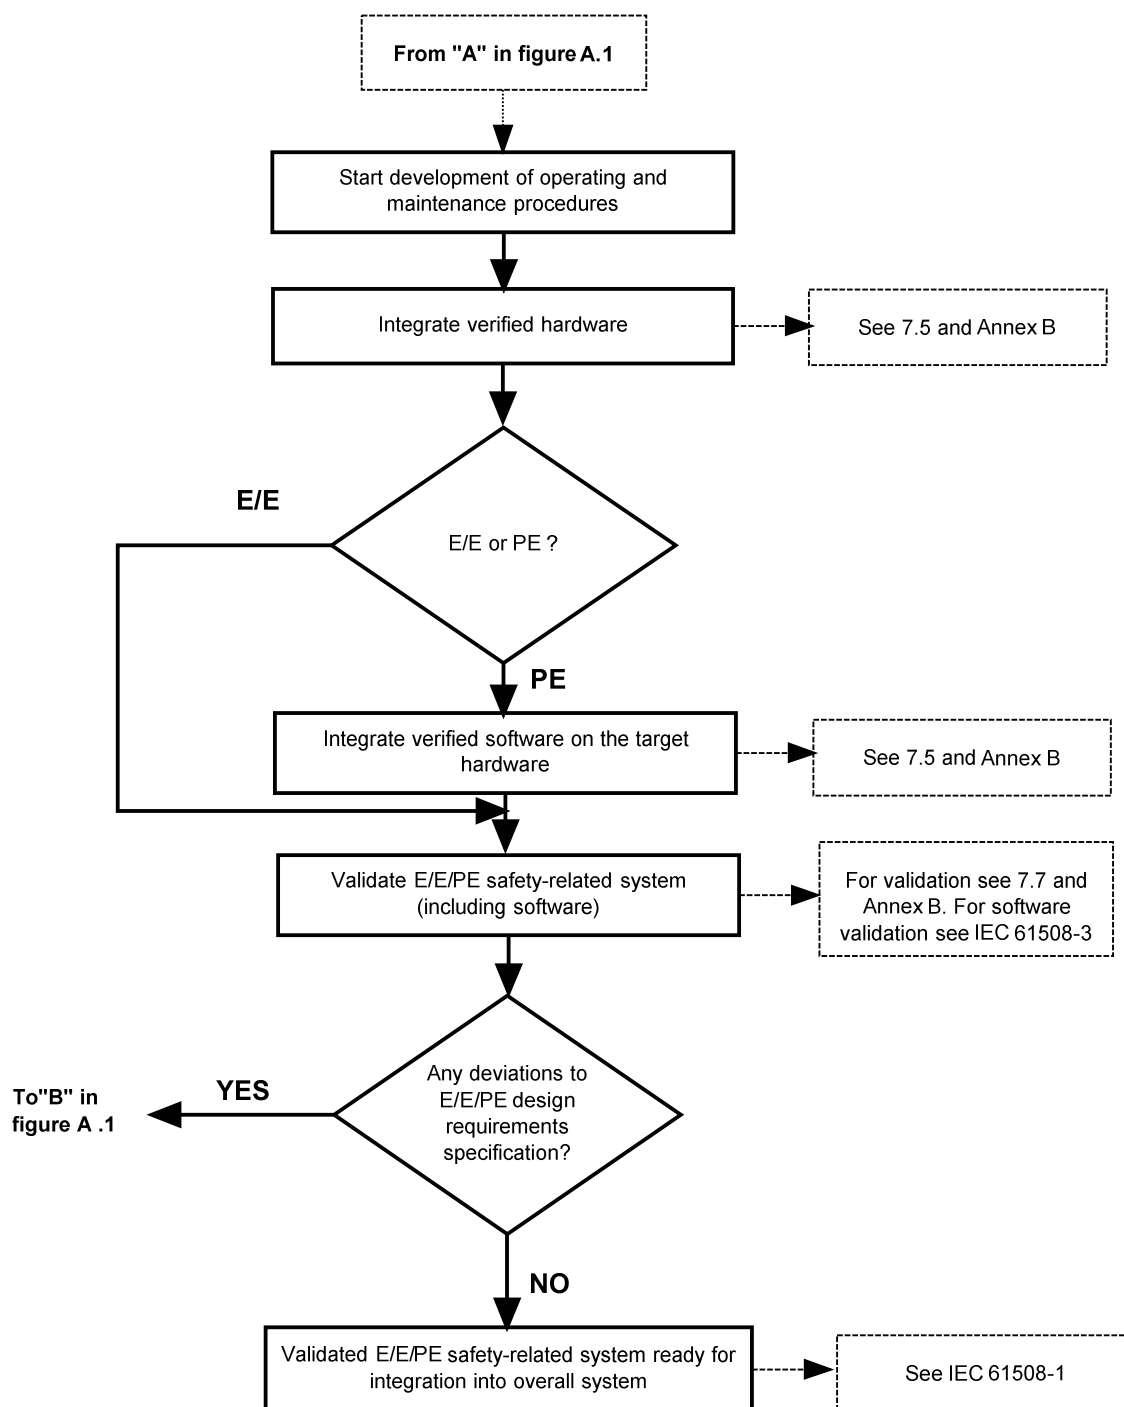 From "A" in figure A.1
Start development of operating and
maintenance procedures
Integrate verified hardware
See 7.5 and Annex B
E/E
E/E or PE ?
PE
Integrate verified software on the target
hardware
See 7.5 and Annex B
Validate E/E/PE safety-related system
(including software)
For validation see 7.7 and
Annex B. For software
validation see IEC 61508-3
Any deviations to
E/E/PE design
requirements
specification?
YES
To"B" in
figure A .1
NO
Validated E/E/PE safety-related system ready for
integration into overall system
See IEC 61508-1